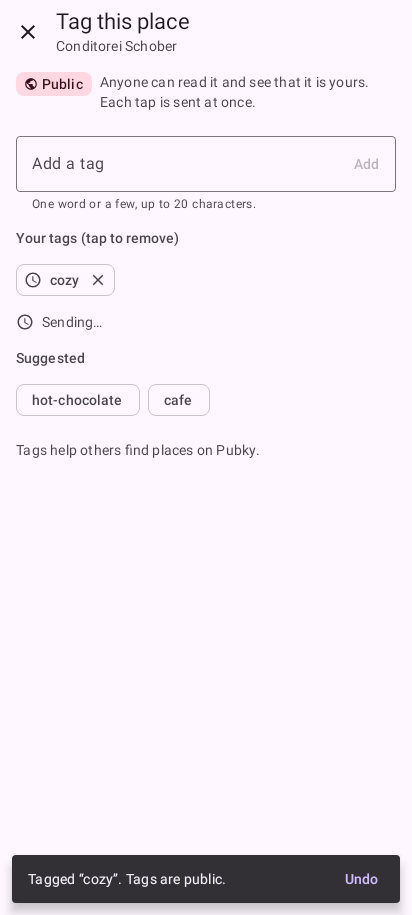 Tag this place
Conditorei Schober
Public
Anyone can read it and see that it is yours.
Each tap is sent at once.
Add a tag
Add
One word or a few, up to 20 characters.
Your tags (tap to remove)
cozy
Sending…
Suggested
hot-chocolate
cafe
Tags help others find places on Pubky.
Tagged “cozy”. Tags are public.
Undo